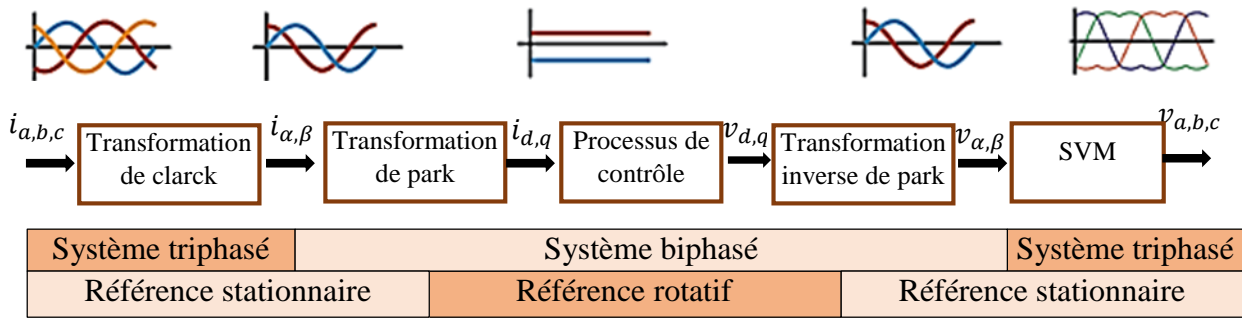 i_{a,b,c}
Transformation
de clarck
i_{α,β}
Transformation
de park
i_{d,q}
Processus de
contrôle
v_{d,q}
Transformation
inverse de park
v_{α,β}
SVM
v_{a,b,c}
Système triphasé
Système biphasé
Système triphasé
Référence stationnaire
Référence rotatif
Référence stationnaire